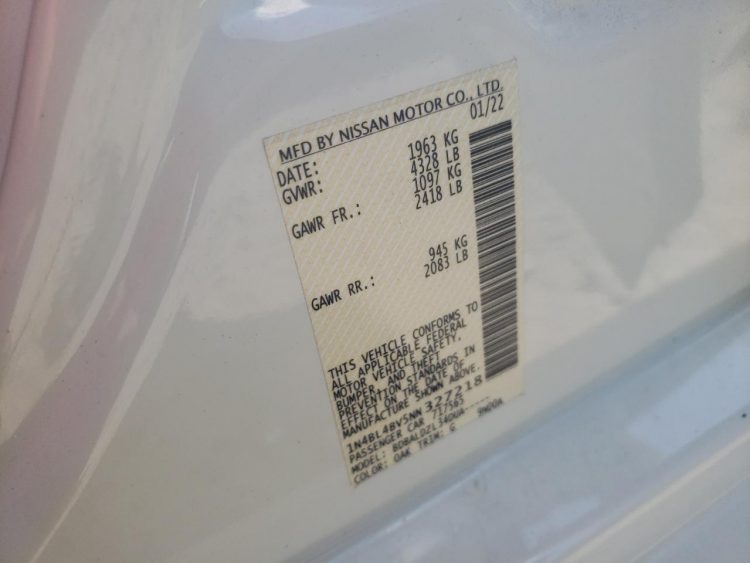 MFD BY NISSAN MOTOR CO., LTD.
DATE: 01/22
GVWR: 1963 KG
4328 LB
GAWR FR.: 1097 KG
2418 LB
GAWR RR.: 945 KG
2083 LB
THIS VEHICLE CONFORMS TO
ALL APPLICABLE FEDERAL
MOTOR VEHICLE SAFETY,
BUMPER, AND THEFT
PREVENTION STANDARDS IN
EFFECT ON THE DATE OF
MANUFACTURE SHOWN ABOVE.
1N4BL4BV5NN327218
PASSENGER CAR
MODEL:
COLOR: QAK TRIM: G